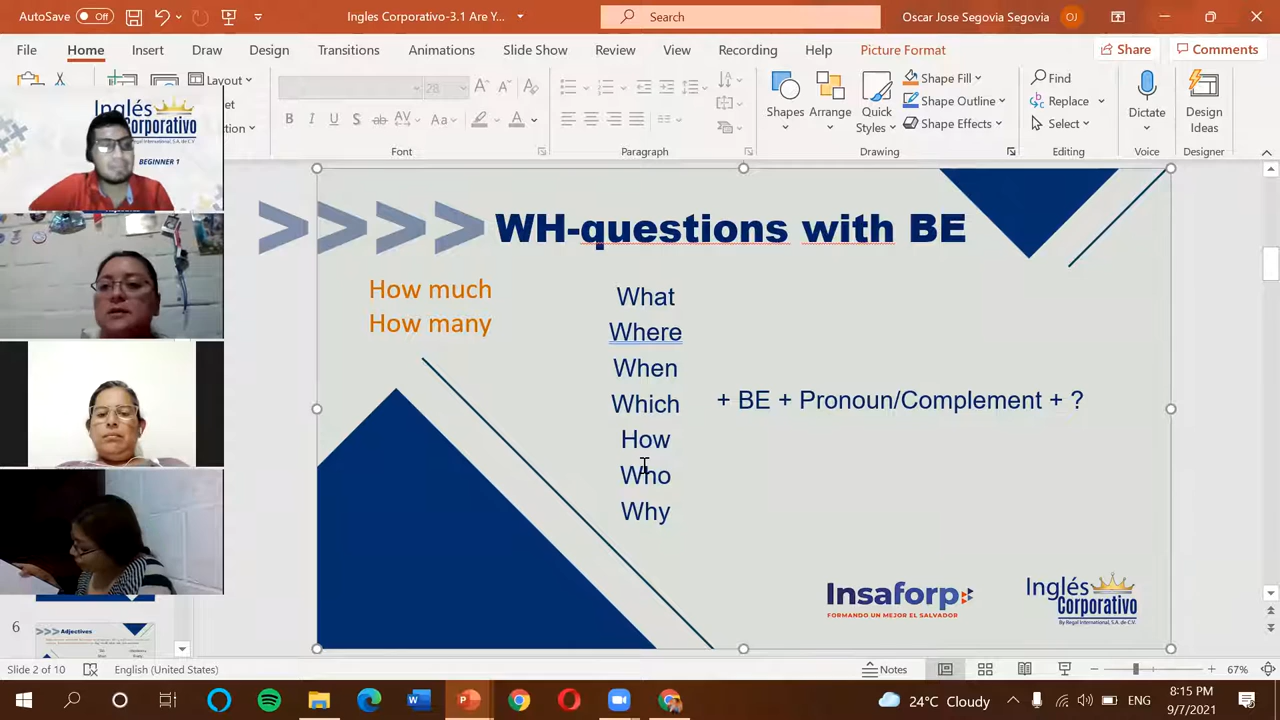 AutoSave Off
Ingles Corporativo-3.1 Are Y...
Search
Oscar Jose Segovia Segovia
OJ
File Home Insert Draw Design Transitions Animations Slide Show Review View Recording Help Picture Format
Share
Comments
Layout
Shapes
Arrange
Quick
Styles
Shape Fill
Shape Outline
Shape Effects
Find
Replace
Select
Dictate
Design
Ideas
Font
Paragraph
Drawing
Editing
Voice
Designer
Inglés
Corporativo
BEGINNER 1
>>>> WH-questions with BE
How much
How many
What
Where
When
Which
How
Who
Why
+ BE + Pronoun/Complement + ?
Insaforp
FORMANDO UN MEJOR EL SALVADOR
Inglés
Corporativo
By Regal International, S.A. de C.V.
6
Adjectives
Slide 2 of 10
English (United States)
Notes
67%
24°C Cloudy
ENG
8:15 PM
9/7/2021